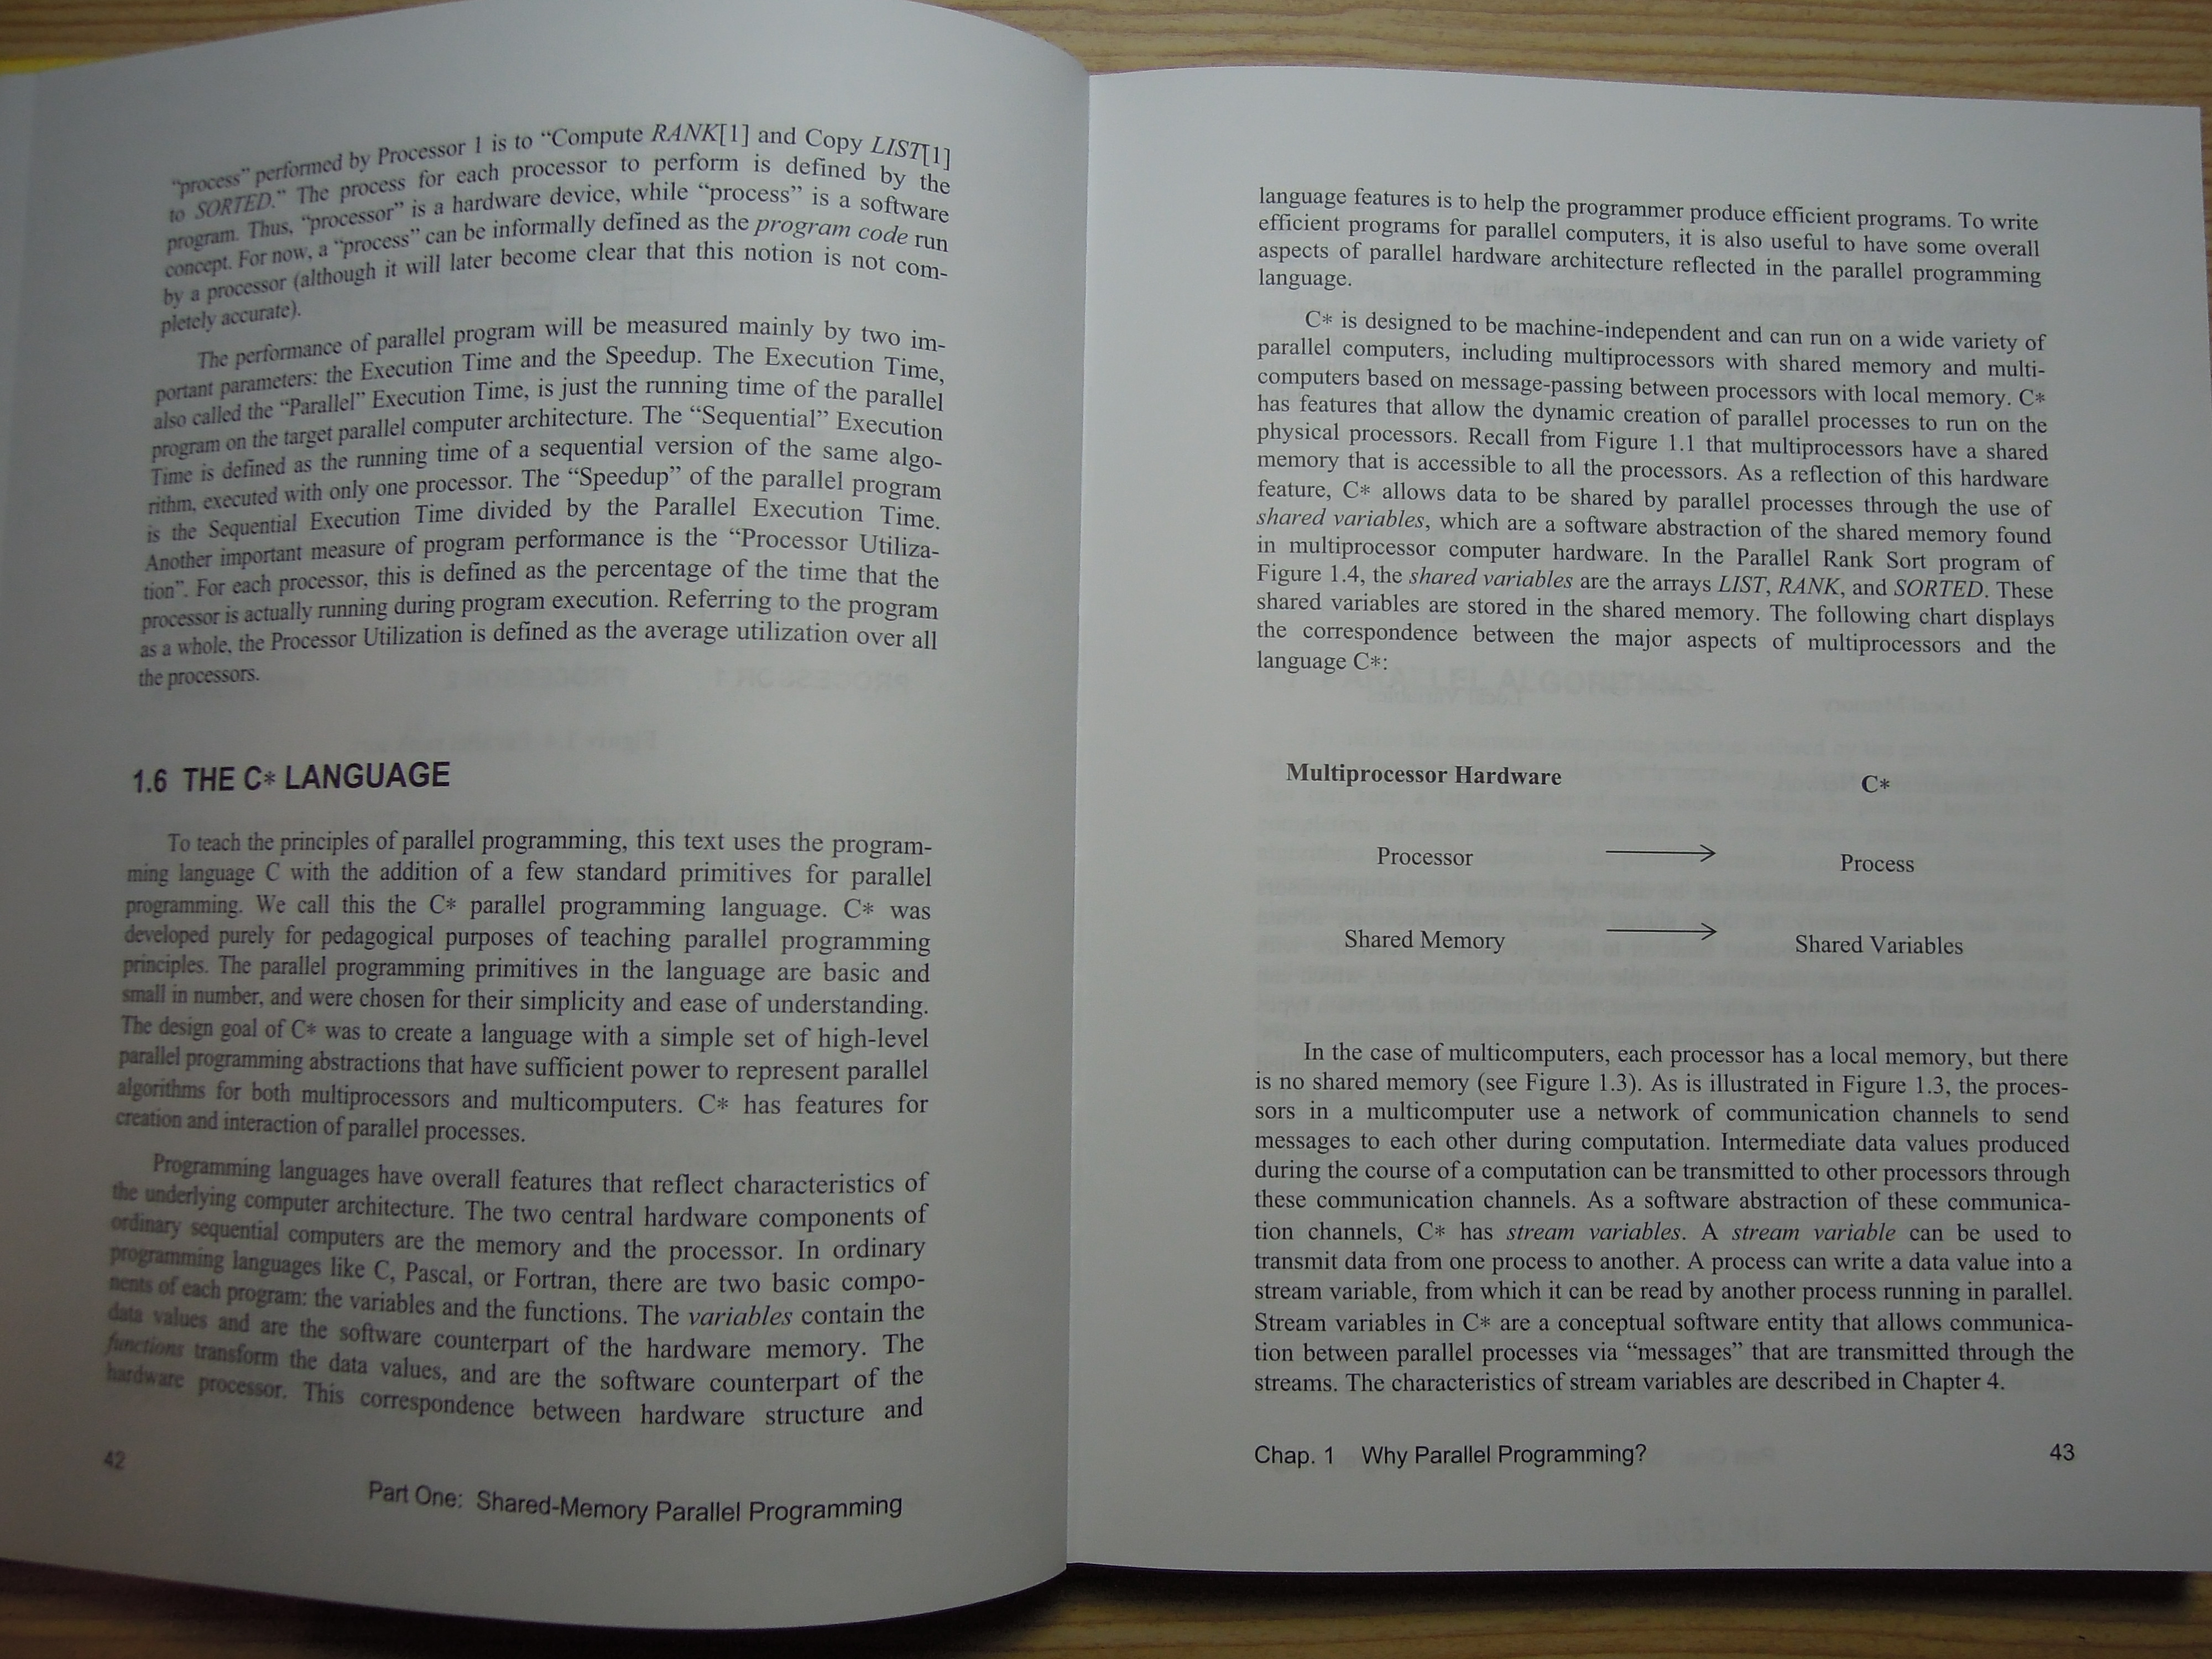 “process” performed by Processor 1 is to “Compute RANK[1] and Copy LIST[1]
to SORTED.” The process for each processor to perform is defined by the
program. Thus, “processor” is a hardware device, while “process” is a software
concept. For now, a “process” can be informally defined as the program code run
by a processor (although it will later become clear that this notion is not com-
pletely accurate).
The performance of parallel program will be measured mainly by two im-
portant parameters: the Execution Time and the Speedup. The Execution Time,
also called the “Parallel” Execution Time, is just the running time of the parallel
program on the target parallel computer architecture. The “Sequential” Execution
Time is defined as the running time of a sequential version of the same algo-
rithm, executed with only one processor. The “Speedup” of the parallel program
is the Sequential Execution Time divided by the Parallel Execution Time.
Another important measure of program performance is the “Processor Utiliza-
tion”. For each processor, this is defined as the percentage of the time that the
processor is actually running during program execution. Referring to the program
as a whole, the Processor Utilization is defined as the average utilization over all
the processors.
1.6 THE C* LANGUAGE
To teach the principles of parallel programming, this text uses the program-
ming language C with the addition of a few standard primitives for parallel
programming. We call this the C* parallel programming language. C* was
developed purely for pedagogical purposes of teaching parallel programming
principles. The parallel programming primitives in the language are basic and
small in number, and were chosen for their simplicity and ease of understanding.
The design goal of C* was to create a language with a simple set of high-level
parallel programming abstractions that have sufficient power to represent parallel
algorithms for both multiprocessors and multicomputers. C* has features for
creation and interaction of parallel processes.
Programming languages have overall features that reflect characteristics of
the underlying computer architecture. The two central hardware components of
ordinary sequential computers are the memory and the processor. In ordinary
programming languages like C, Pascal, or Fortran, there are two basic compo-
nents of each program: the variables and the functions. The variables contain the
data values and are the software counterpart of the hardware memory. The
functions transform the data values, and are the software counterpart of the
hardware processor. This correspondence between hardware structure and
42
Part One: Shared-Memory Parallel Programming
language features is to help the programmer produce efficient programs. To write
efficient programs for parallel computers, it is also useful to have some overall
aspects of parallel hardware architecture reflected in the parallel programming
language.
C* is designed to be machine-independent and can run on a wide variety of
parallel computers, including multiprocessors with shared memory and multi-
computers based on message-passing between processors with local memory. C*
has features that allow the dynamic creation of parallel processes to run on the
physical processors. Recall from Figure 1.1 that multiprocessors have a shared
memory that is accessible to all the processors. As a reflection of this hardware
feature, C* allows data to be shared by parallel processes through the use of
shared variables, which are a software abstraction of the shared memory found
in multiprocessor computer hardware. In the Parallel Rank Sort program of
Figure 1.4, the shared variables are the arrays LIST, RANK, and SORTED. These
shared variables are stored in the shared memory. The following chart displays
the correspondence between the major aspects of multiprocessors and the
language C*:
Multiprocessor Hardware C*
Processor Process
Shared Memory Shared Variables
In the case of multicomputers, each processor has a local memory, but there
is no shared memory (see Figure 1.3). As is illustrated in Figure 1.3, the proces-
sors in a multicomputer use a network of communication channels to send
messages to each other during computation. Intermediate data values produced
during the course of a computation can be transmitted to other processors through
these communication channels. As a software abstraction of these communica-
tion channels, C* has stream variables. A stream variable can be used to
transmit data from one process to another. A process can write a data value into a
stream variable, from which it can be read by another process running in parallel.
Stream variables in C* are a conceptual software entity that allows communica-
tion between parallel processes via “messages” that are transmitted through the
streams. The characteristics of stream variables are described in Chapter 4.
Chap. 1 Why Parallel Programming? 43